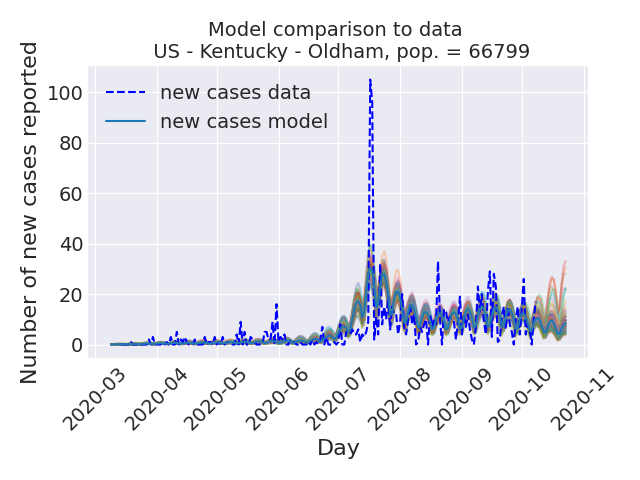 Model comparison to data
US - Kentucky - Oldham, pop. = 66799
new cases data
new cases model
Number of new cases reported
100
80
60
40
20
0
2020-03
2020-04
2020-05
2020-06
2020-07
2020-08
2020-09
2020-10
2020-11
Day